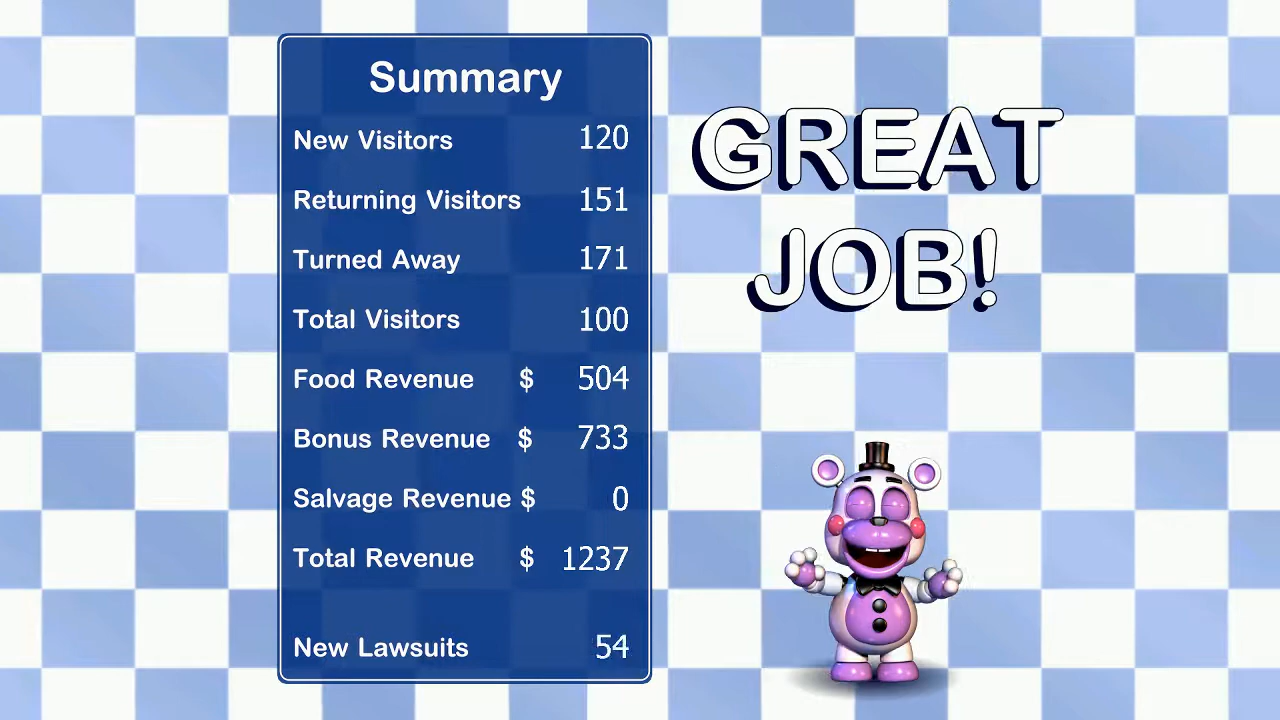 Summary
New Visitors 120
Returning Visitors 151
Turned Away 171
Total Visitors 100
Food Revenue $ 504
Bonus Revenue $ 733
Salvage Revenue $ 0
Total Revenue $ 1237
New Lawsuits 54
GREAT
JOB!